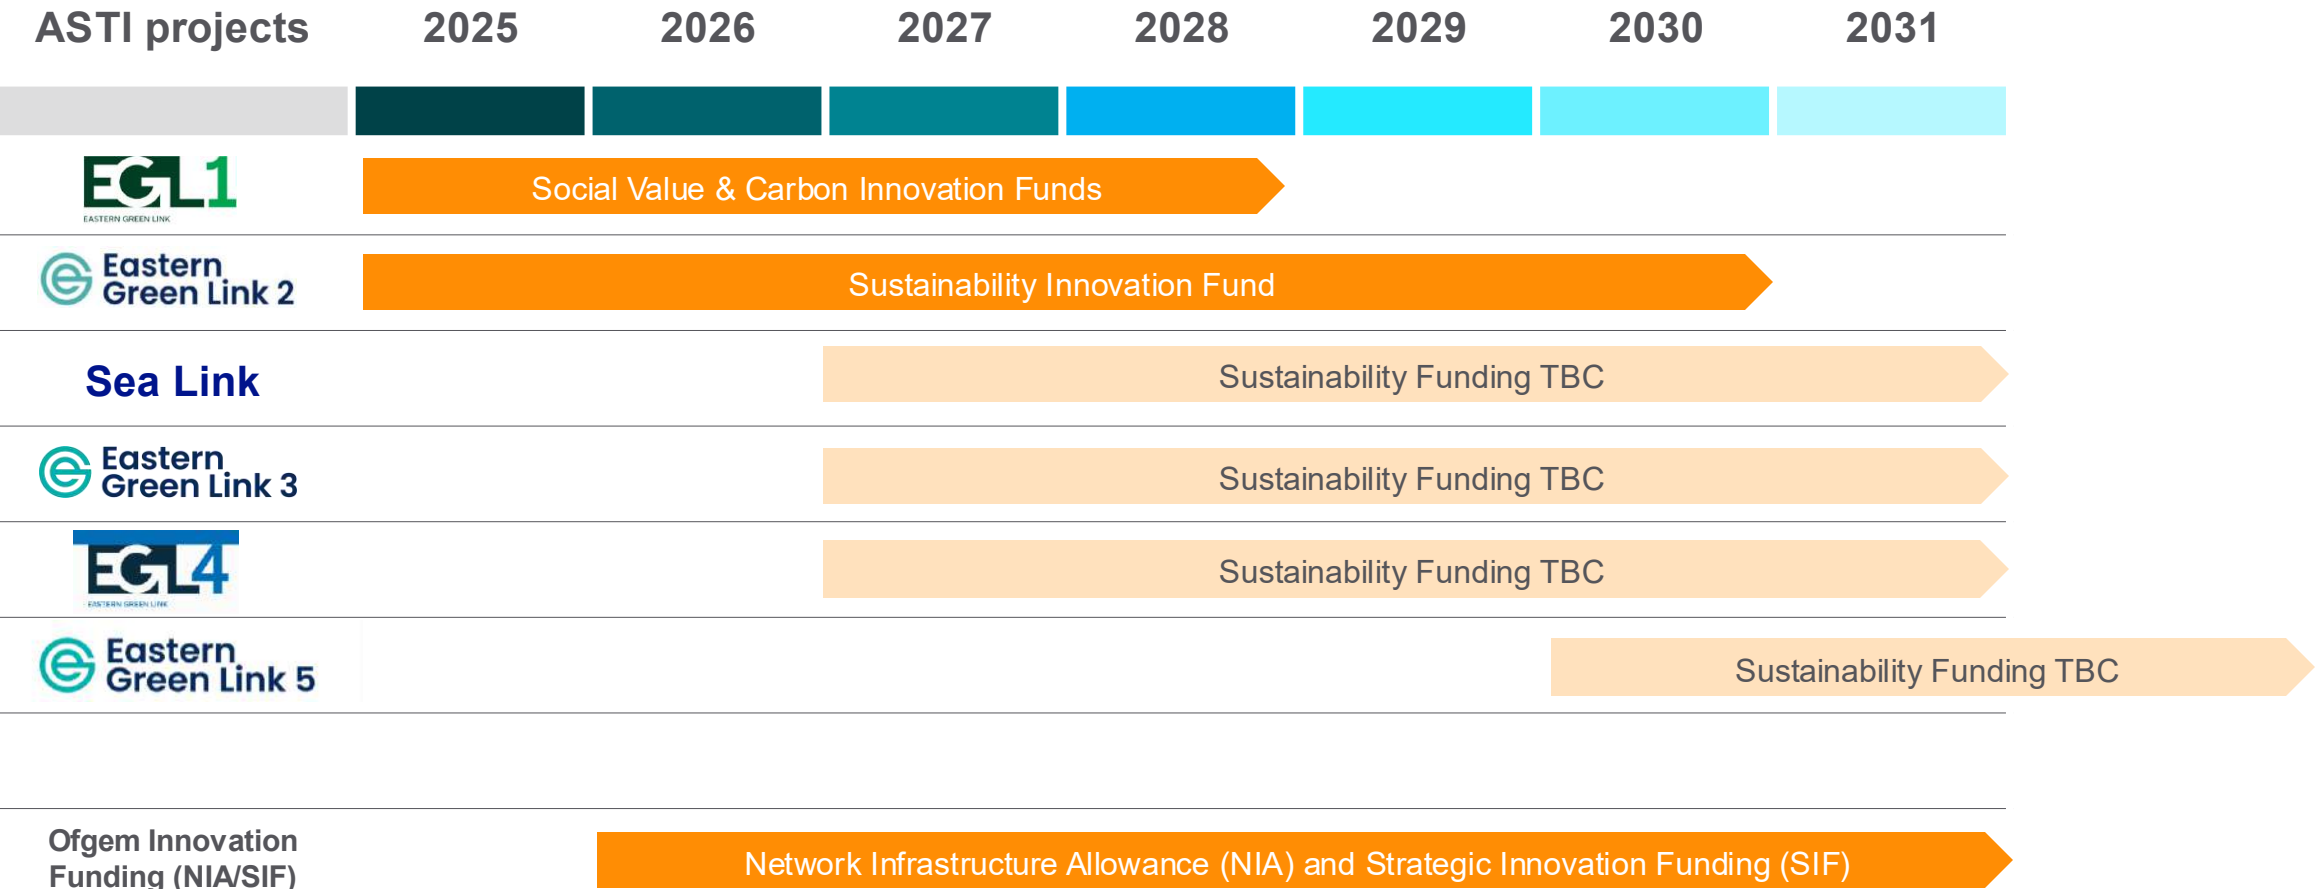 ASTI projects 2025 2026 2027 2028 2029 2030 2031
EGL1
EASTERN GREEN LINK
Social Value & Carbon Innovation Funds
Eastern
Green Link 2
Sustainability Innovation Fund
Sea Link
Sustainability Funding TBC
Eastern
Green Link 3
Sustainability Funding TBC
EGL4
EASTERN GREEN LINK
Sustainability Funding TBC
Eastern
Green Link 5
Sustainability Funding TBC
Ofgem Innovation
Funding (NIA/SIF)
Network Infrastructure Allowance (NIA) and Strategic Innovation Funding (SIF)